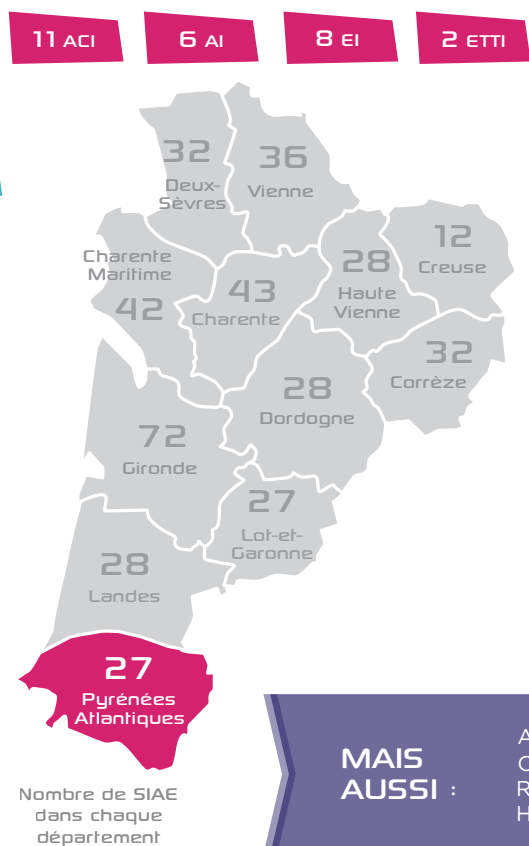 11 ACI
6 AI
8 EI
2 ETTI
32
Deux-
Sèvres
36
Vienne
Charente
Maritime
42
43
Charente
28
Haute
Vienne
12
Creuse
32
Corrèze
28
Dordogne
72
Gironde
27
Lot-et-
Garonne
28
Landes
27
Pyrénées
Atlantiques
Nombre de SIAE
dans chaque
département
MAIS
AUSSI :